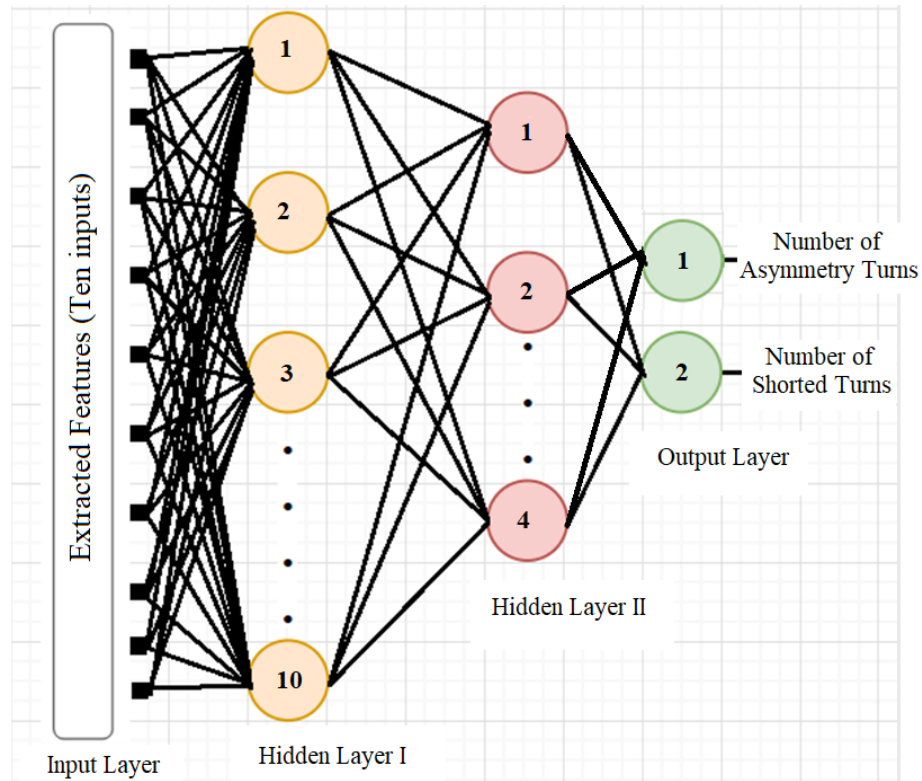 Extracted Features (Ten inputs)
Input Layer
1
2
3
10
Hidden Layer I
1
2
4
Hidden Layer II
1
2
Output Layer
Number of
Asymmetry Turns
Number of
Shorted Turns